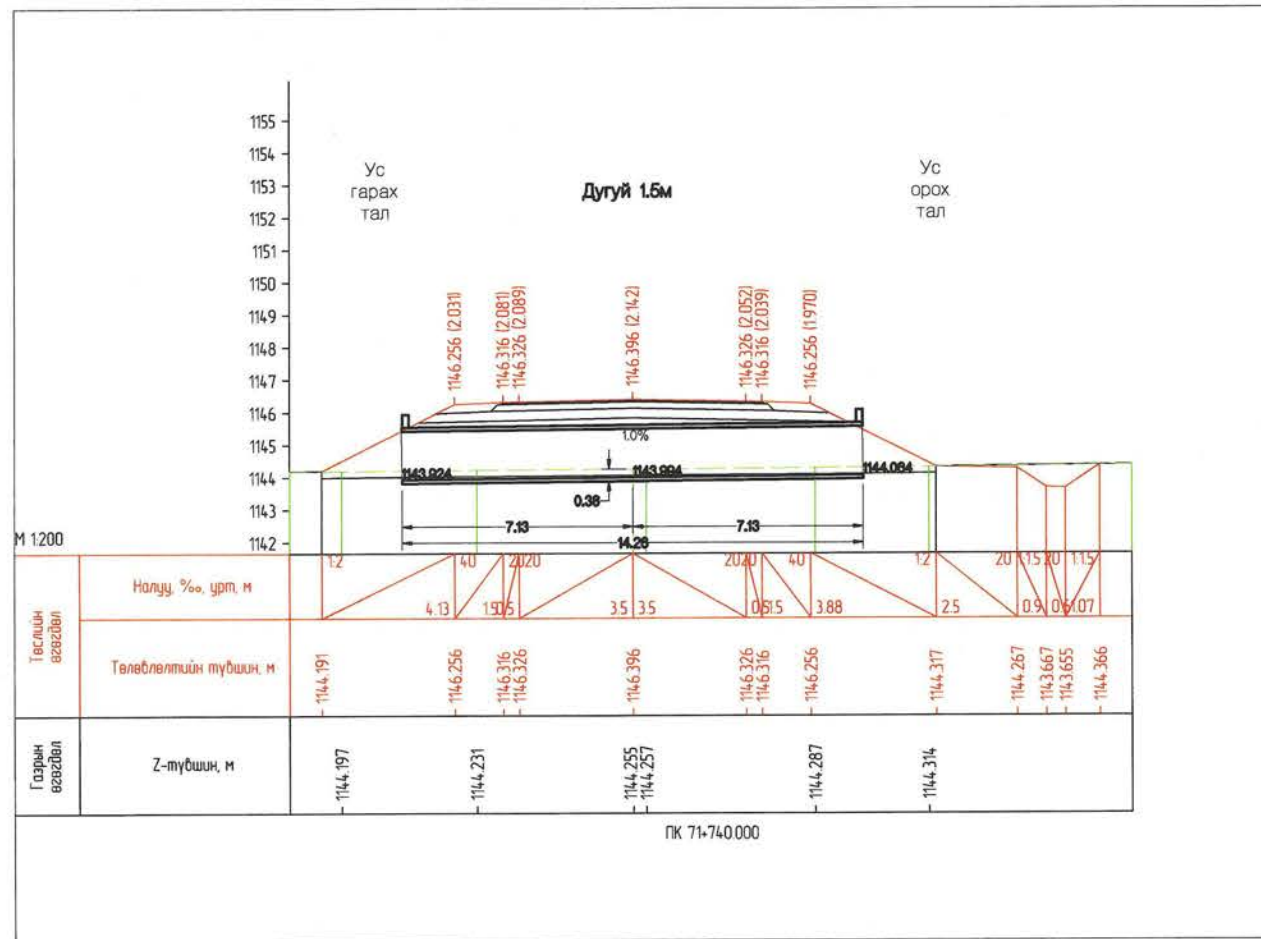 1155
1154
1153
1152
1151
1150
1149
1148
1147
1146
1145
1144
1143
1142
М 1:200
Ус
гарах
тал
Дугуй 1.5м
Ус
орох
тал
1146.256 (2.031)
1146.316 (2.081)
1146.326 (2.089)
1146.396 (2.142)
1146.326 (2.052)
1146.316 (2.039)
1146.256 (1.970)
1.0%
1143.924
1143.994
1144.064
0.38
7.13 7.13
14.26
Төслийн
өгөгдөл
Налуу, ‰, урт, м
1:2 40 20 20 20 20 40 1:2 20 1:1.5 20 1:1.5
4.13 1.5 0.5 3.5 3.5 0.5 1.5 3.88 2.5 0.9 0.6 1.07
Төлөвлөлтийн түвшин, м
1144.191 1146.256 1146.316 1146.326 1146.396 1146.326 1146.316 1146.256 1144.317 1144.267 1143.667 1143.655 1144.366
Газрын
өгөгдөл
Z-түвшин, м
1144.197 1144.231 1144.255 1144.257 1144.287 1144.314
ПК 71+740.000